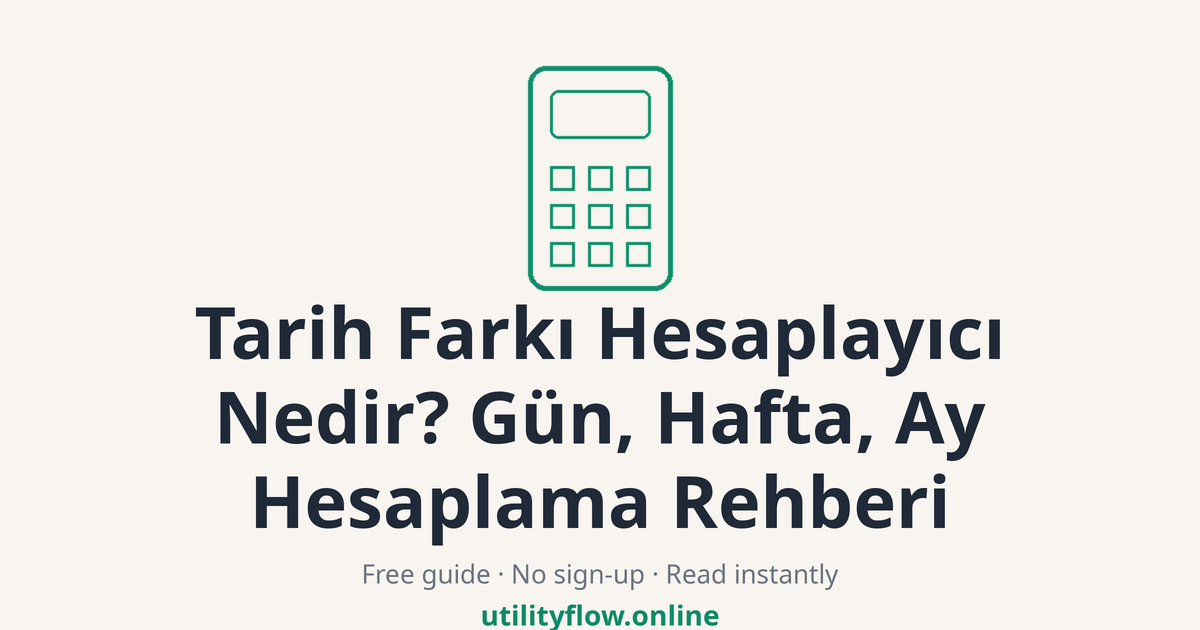 Tarih Farkı Hesaplayıcı
Nedir? Gün, Hafta, Ay
Hesaplama Rehberi
Free guide · No sign-up · Read instantly
utilityflow.online